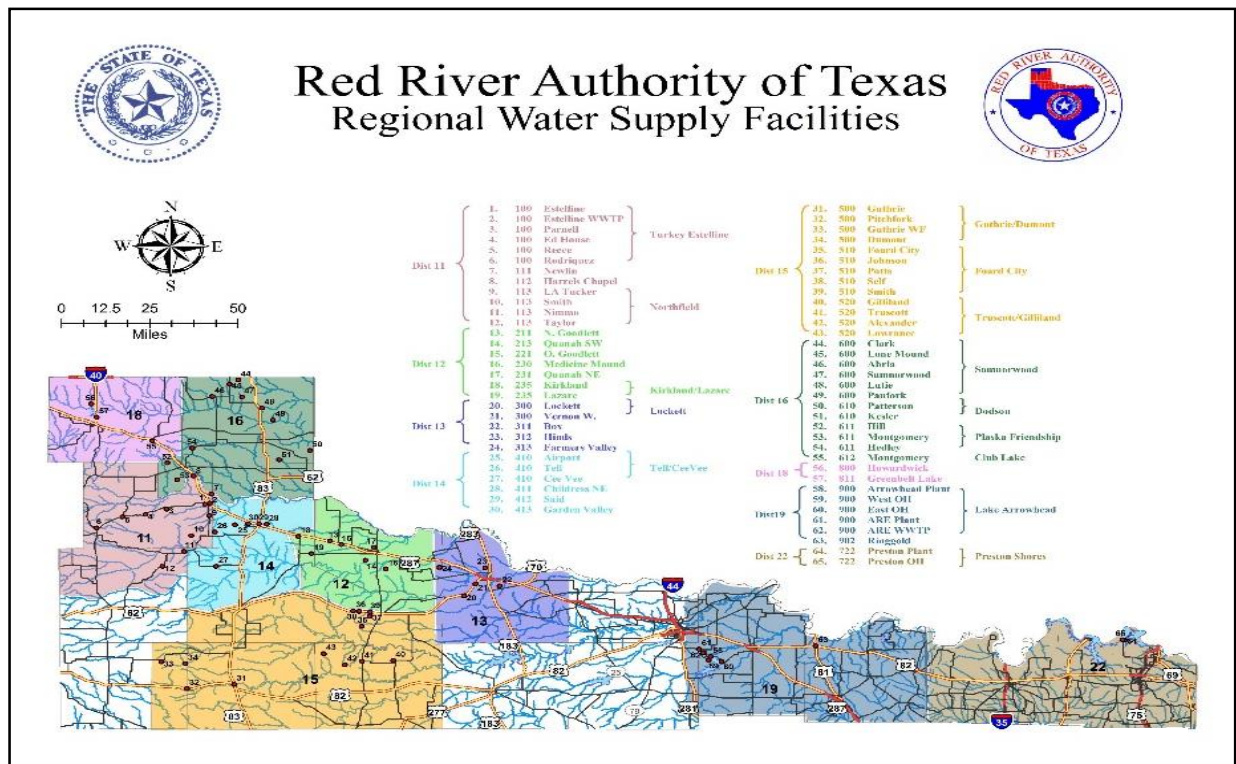 THE STATE OF TEXAS
Red River Authority of Texas
Regional Water Supply Facilities
RED RIVER AUTHORITY
OF TEXAS
N
W E
S
0 12.5 25 50
Miles
Dist 11
1. 100 Estelline
2. 100 Estelline WWTP
3. 100 Parnell
4. 100 Ed House
5. 100 Reece
6. 100 Rodriquez
Turkey Estelline
7. 111 Newlin
8. 112 Harrels Chapel
9. 113 LA Tucker
10. 113 Smith
11. 113 Nimmo
12. 113 Taylor
Northfield
Dist 12
13. 211 N. Goodlett
14. 213 Quanah SW
15. 221 O. Goodlett
16. 230 Medicine Mound
17. 231 Quanah NE
18. 235 Kirkland
19. 235 Lazare
Kirkland/Lazare
Dist 13
20. 300 Lockett
21. 300 Vernon W.
Lockett
22. 311 Box
23. 312 Hinds
24. 313 Farmers Valley
Dist 14
25. 410 Airport
26. 410 Tell
27. 410 Cee Vee
Tell/CeeVee
28. 411 Childress NE
29. 412 Said
30. 413 Garden Valley
Dist 15
31. 500 Guthrie
32. 500 Pitchfork
33. 500 Guthrie WF
34. 500 Dumont
Guthrie/Dumont
35. 510 Foard City
36. 510 Johnson
37. 510 Potts
38. 510 Self
39. 510 Smith
Foard City
40. 520 Gilliland
41. 520 Truscott
42. 520 Alexander
43. 520 Lowrance
Truscott/Gilliland
Dist 16
44. 600 Clark
45. 600 Lone Mound
46. 600 Abria
47. 600 Samnorwood
48. 600 Lutie
49. 600 Panfork
Samnorwood
50. 610 Patterson
51. 610 Kesler
Dodson
52. 611 Hill
53. 611 Montgomery
54. 611 Hedley
Plaska Friendship
55. 612 Montgomery
Club Lake
Dist 18
56. 800 Howardwick
57. 811 Greenbelt Lake
Dist19
58. 900 Arrowhead Plant
59. 900 West OH
60. 900 East OH
61. 900 ARE Plant
62. 900 ARE WWTP
Lake Arrowhead
63. 902 Ringgold
Dist 22
64. 722 Preston Plant
65. 722 Preston OH
Preston Shores
40
18
16
11
14
12
13
15
19
22
83
62
287
70
44
183
82
277
281
81
79
35
75
69